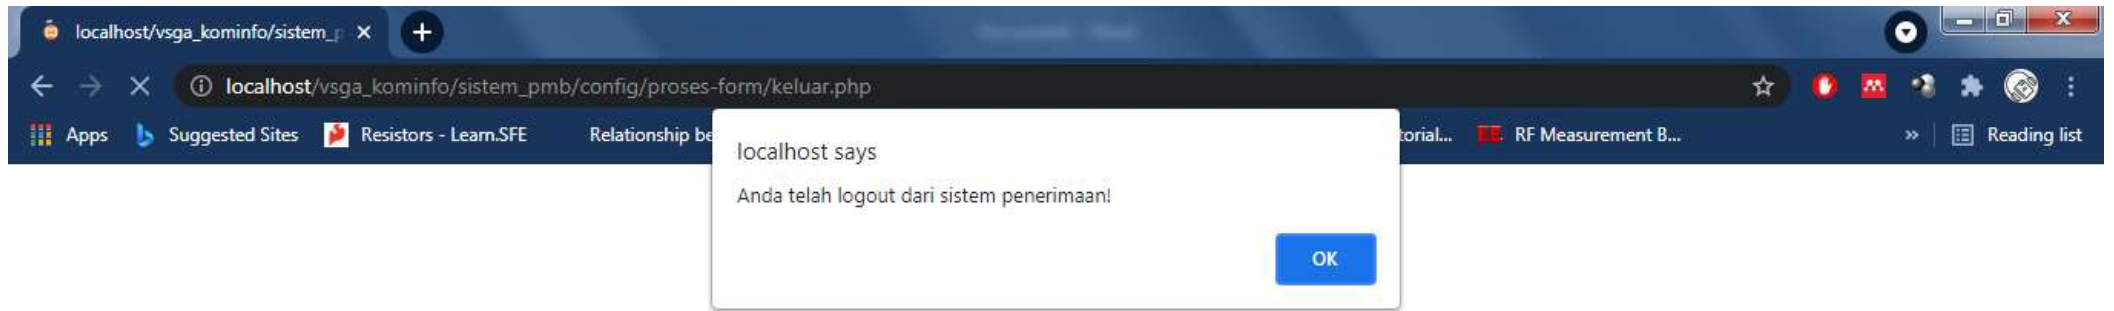 localhost/vsga_kominfo/sistem_p
localhost/vsga_kominfo/sistem_pmb/config/proses-form/keluar.php
Apps Suggested Sites Resistors - Learn.SFE Relationship be torial... EE. RF Measurement B... » Reading list
localhost says
Anda telah logout dari sistem penerimaan!
OK